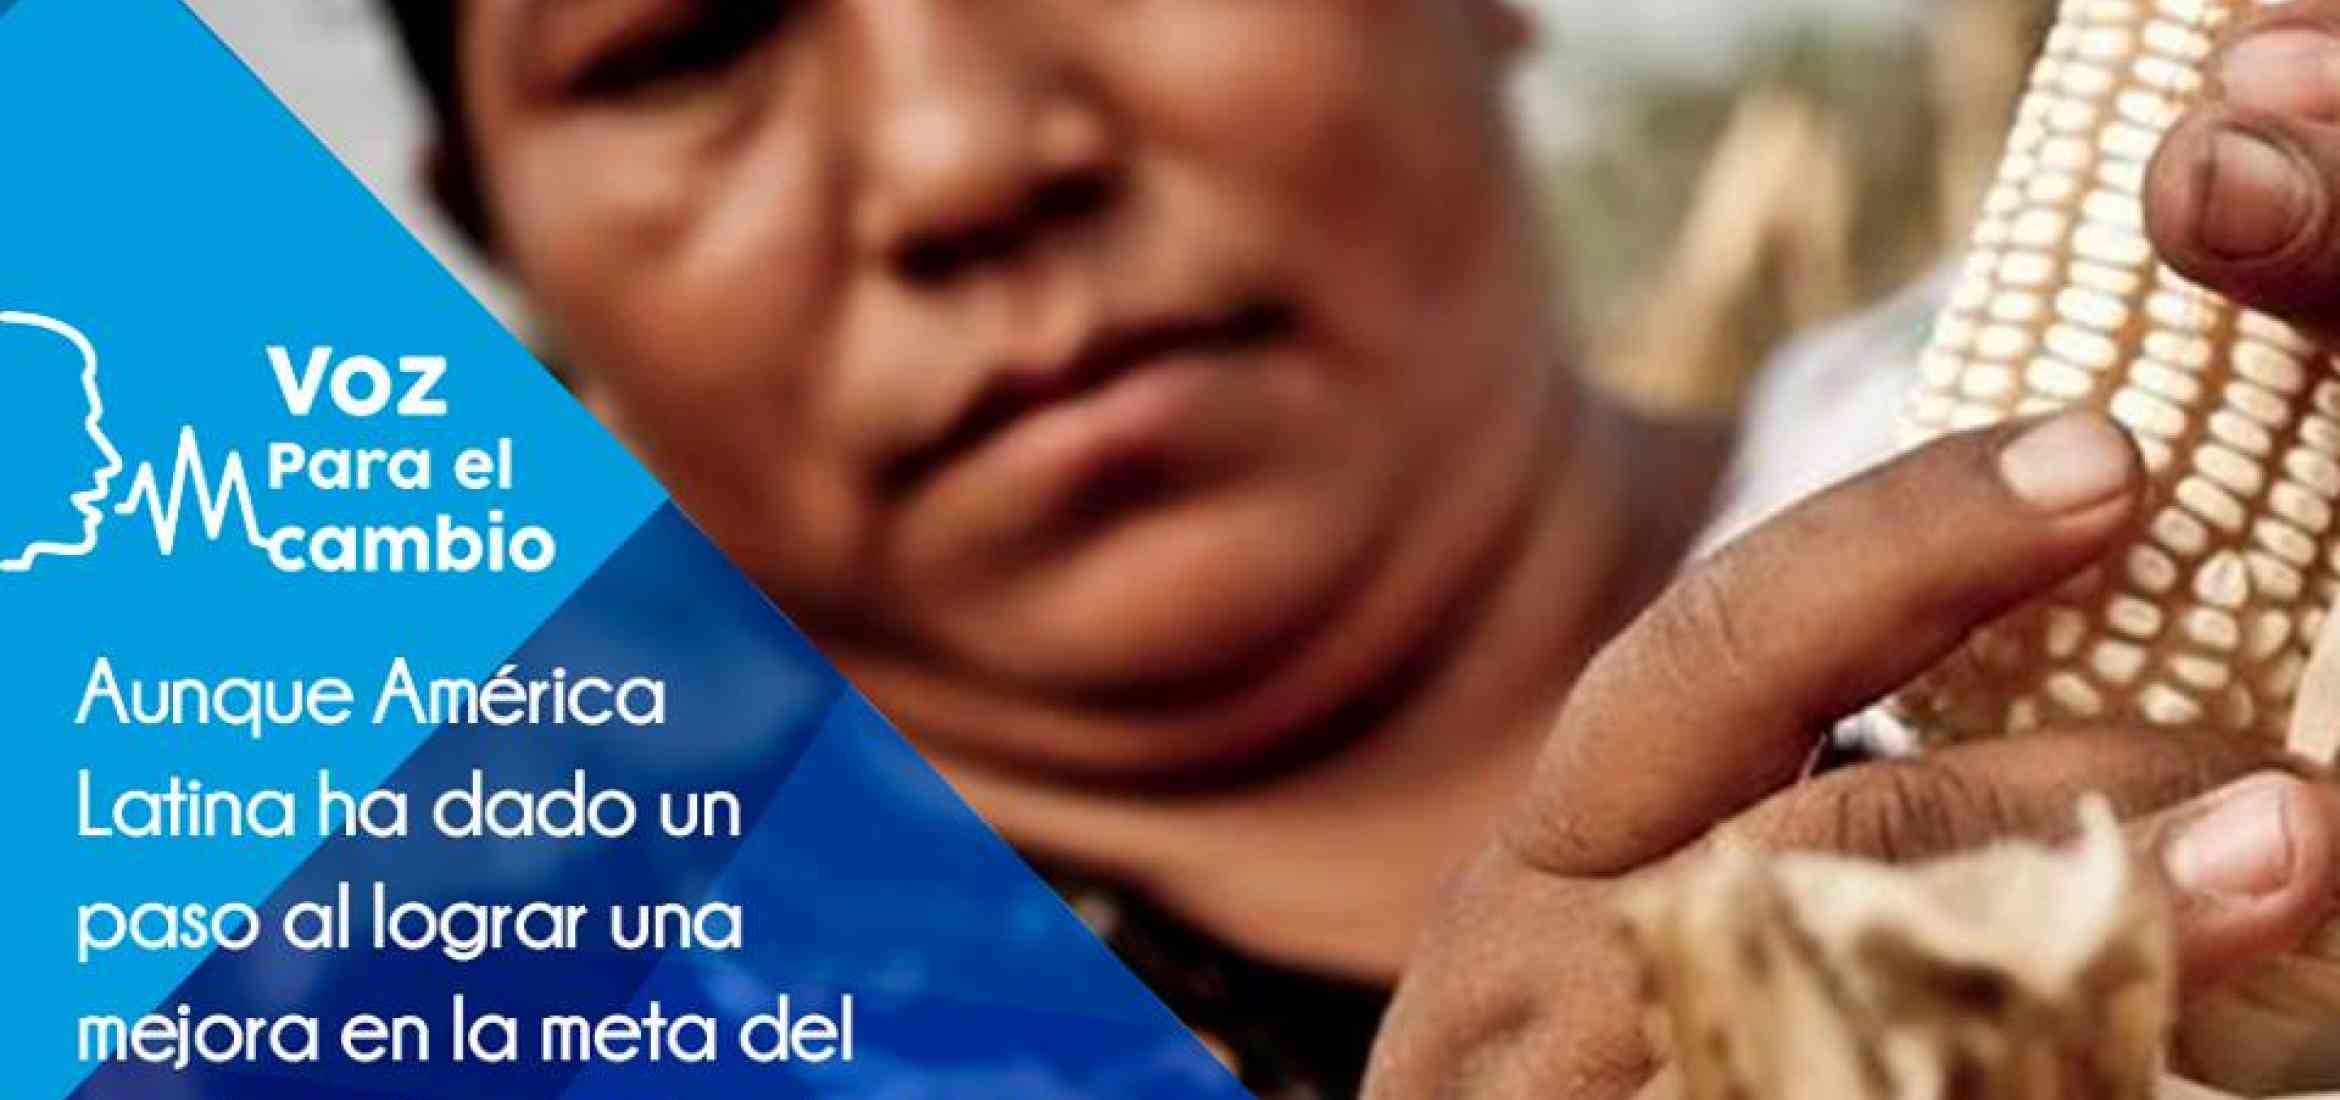 Voz
Para el
cambio
Aunque América
Latina ha dado un
paso al lograr una
mejora en la meta del